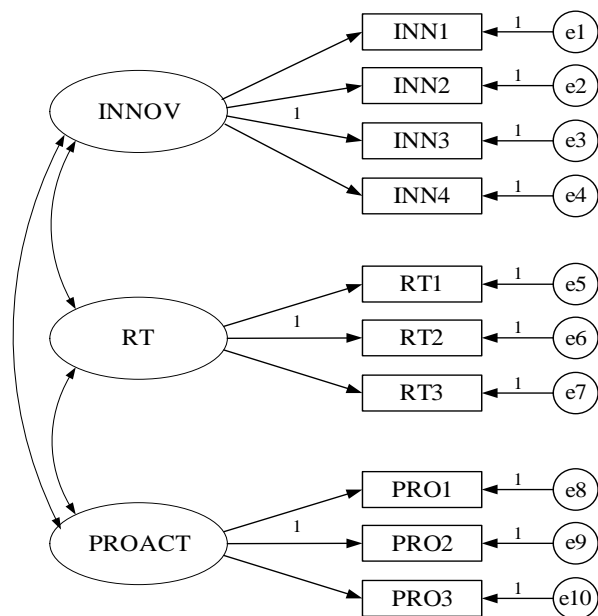 INN1 1 e1
INNOV INN2 1 e2
1 INN3 1 e3
INN4 1 e4
RT1 1 e5
RT 1 RT2 1 e6
RT3 1 e7
PRO1 1 e8
PROACT 1 PRO2 1 e9
PRO3 1 e10